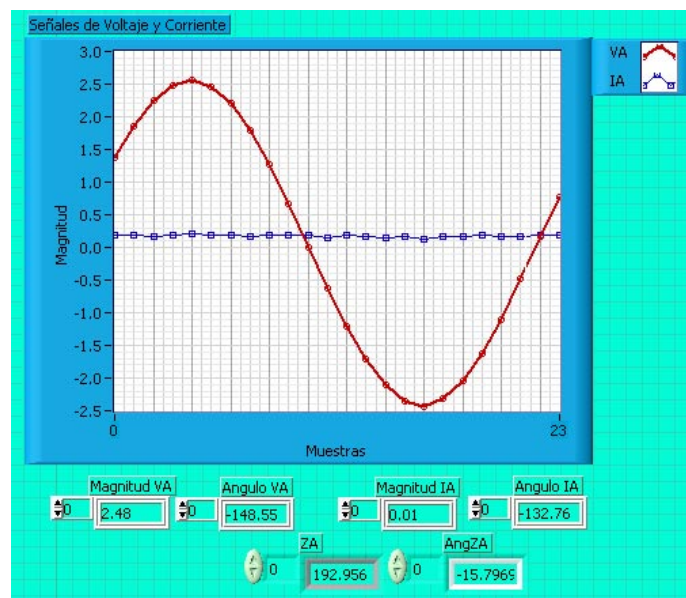 Señales de Voltaje y Corriente
VA
IA
3.0
2.5
2.0
1.5
1.0
0.5
0.0
-0.5
-1.0
-1.5
-2.0
-2.5
Magnitud
0
23
Muestras
Magnitud VA
0
2.48
Angulo VA
0
-148.55
Magnitud IA
0
0.01
Angulo IA
0
-132.76
ZA
0
192.956
AngZA
0
-15.7969